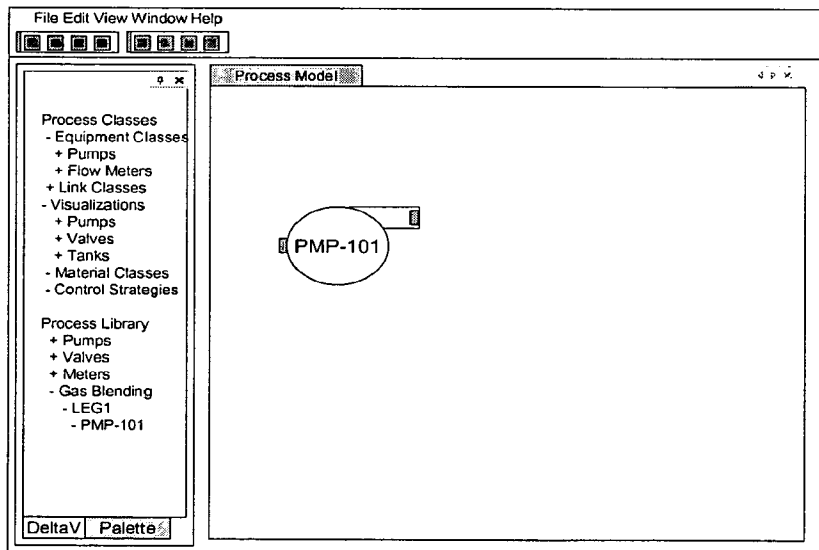 File Edit View Window Help
Process Classes
- Equipment Classes
+ Pumps
+ Flow Meters
+ Link Classes
- Visualizations
+ Pumps
+ Valves
+ Tanks
- Material Classes
- Control Strategies
Process Library
+ Pumps
+ Valves
+ Meters
- Gas Blending
- LEG1
- PMP-101
DeltaV Palette
Process Model
PMP-101